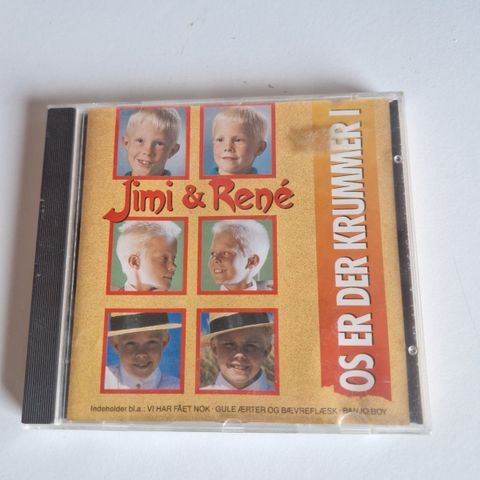 Jimi & René
OS ER DER KRUMMER I
Indeholder bl.a.: VI HAR FÅET NOK · GULE ÆRTER OG BÆVREFLÆSK · BANJO BOY